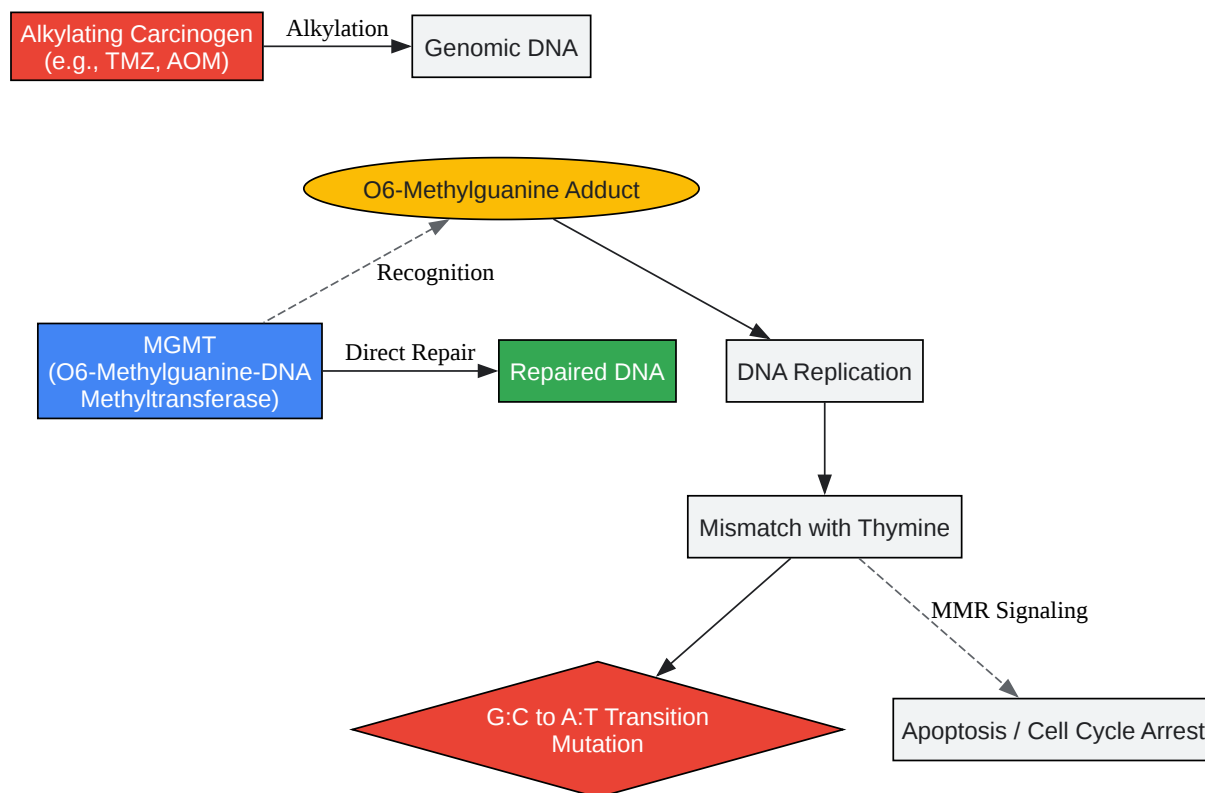 Alkylating Carcinogen
(e.g., TMZ, AOM)
Alkylation
Genomic DNA
O6-Methylguanine Adduct
Recognition
MGMT
(O6-Methylguanine-DNA
Methyltransferase)
Direct Repair
Repaired DNA
DNA Replication
Mismatch with Thymine
MMR Signaling
G:C to A:T Transition
Mutation
Apoptosis / Cell Cycle Arrest